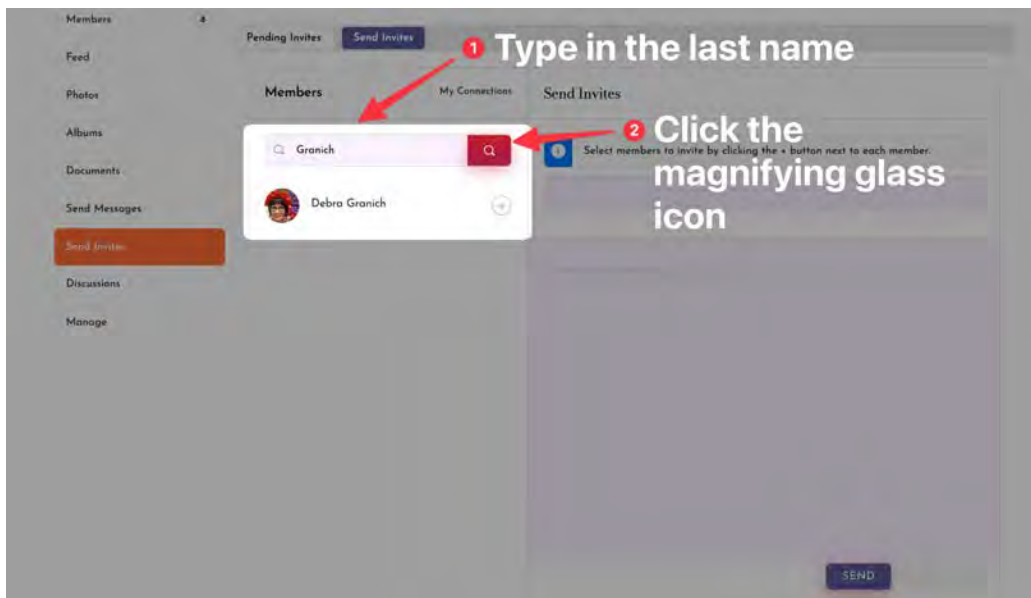 Members 4
Feed
Photos
Albums
Documents
Send Messages
Send Invites
Discussions
Manage
Pending Invites Send Invites
1 Type in the last name
Members My Connections
Granich
Debra Granich
Send Invites
2 Click the
magnifying glass
icon
Select members to invite by clicking the + button next to each member.
SEND